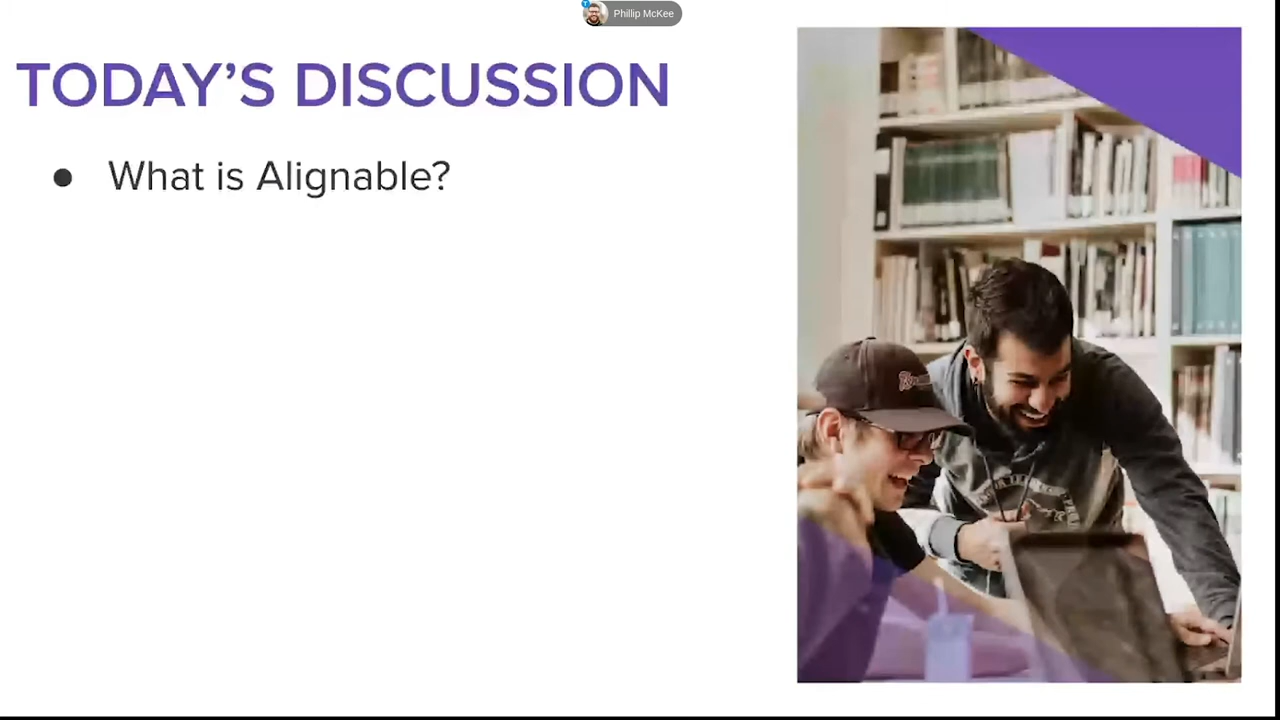 Phillip McKee
TODAY’S DISCUSSION
● What is Alignable?